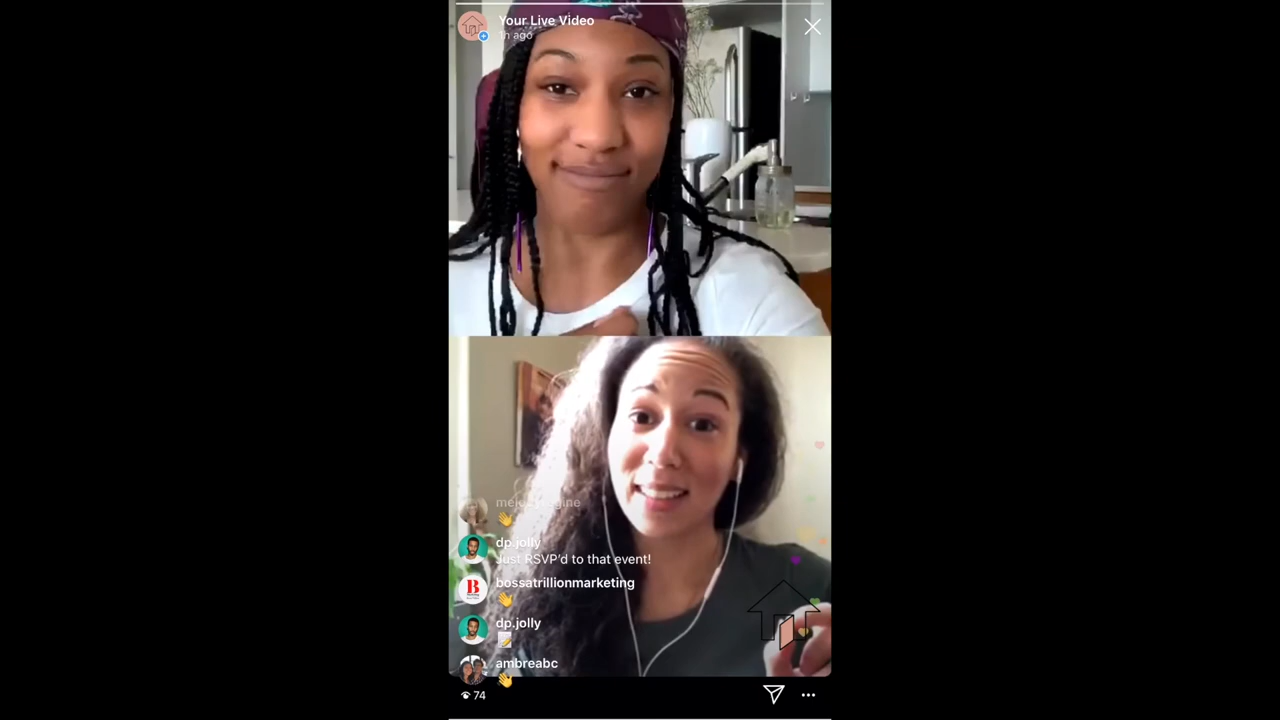 Your Live Video
1h ago
dp.jolly
Just RSVP'd to that event!
bossatrillionmarketing
B
dp.jolly
ambreabc
74